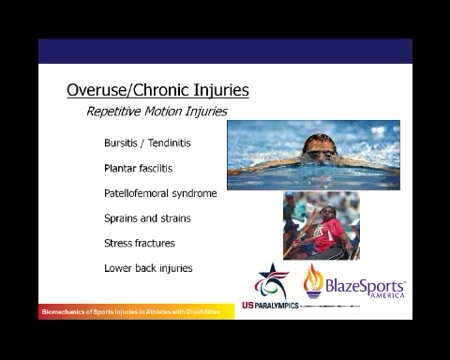 Overuse/Chronic Injuries
Repetitive Motion Injuries
Bursitis / Tendinitis
Plantar fasciitis
Patellofemoral syndrome
Sprains and strains
Stress fractures
Lower back injuries
US PARALYMPICS
BlazeSports
AMERICA
Biomechanics of Sports Injuries in Athletes with Disabilities